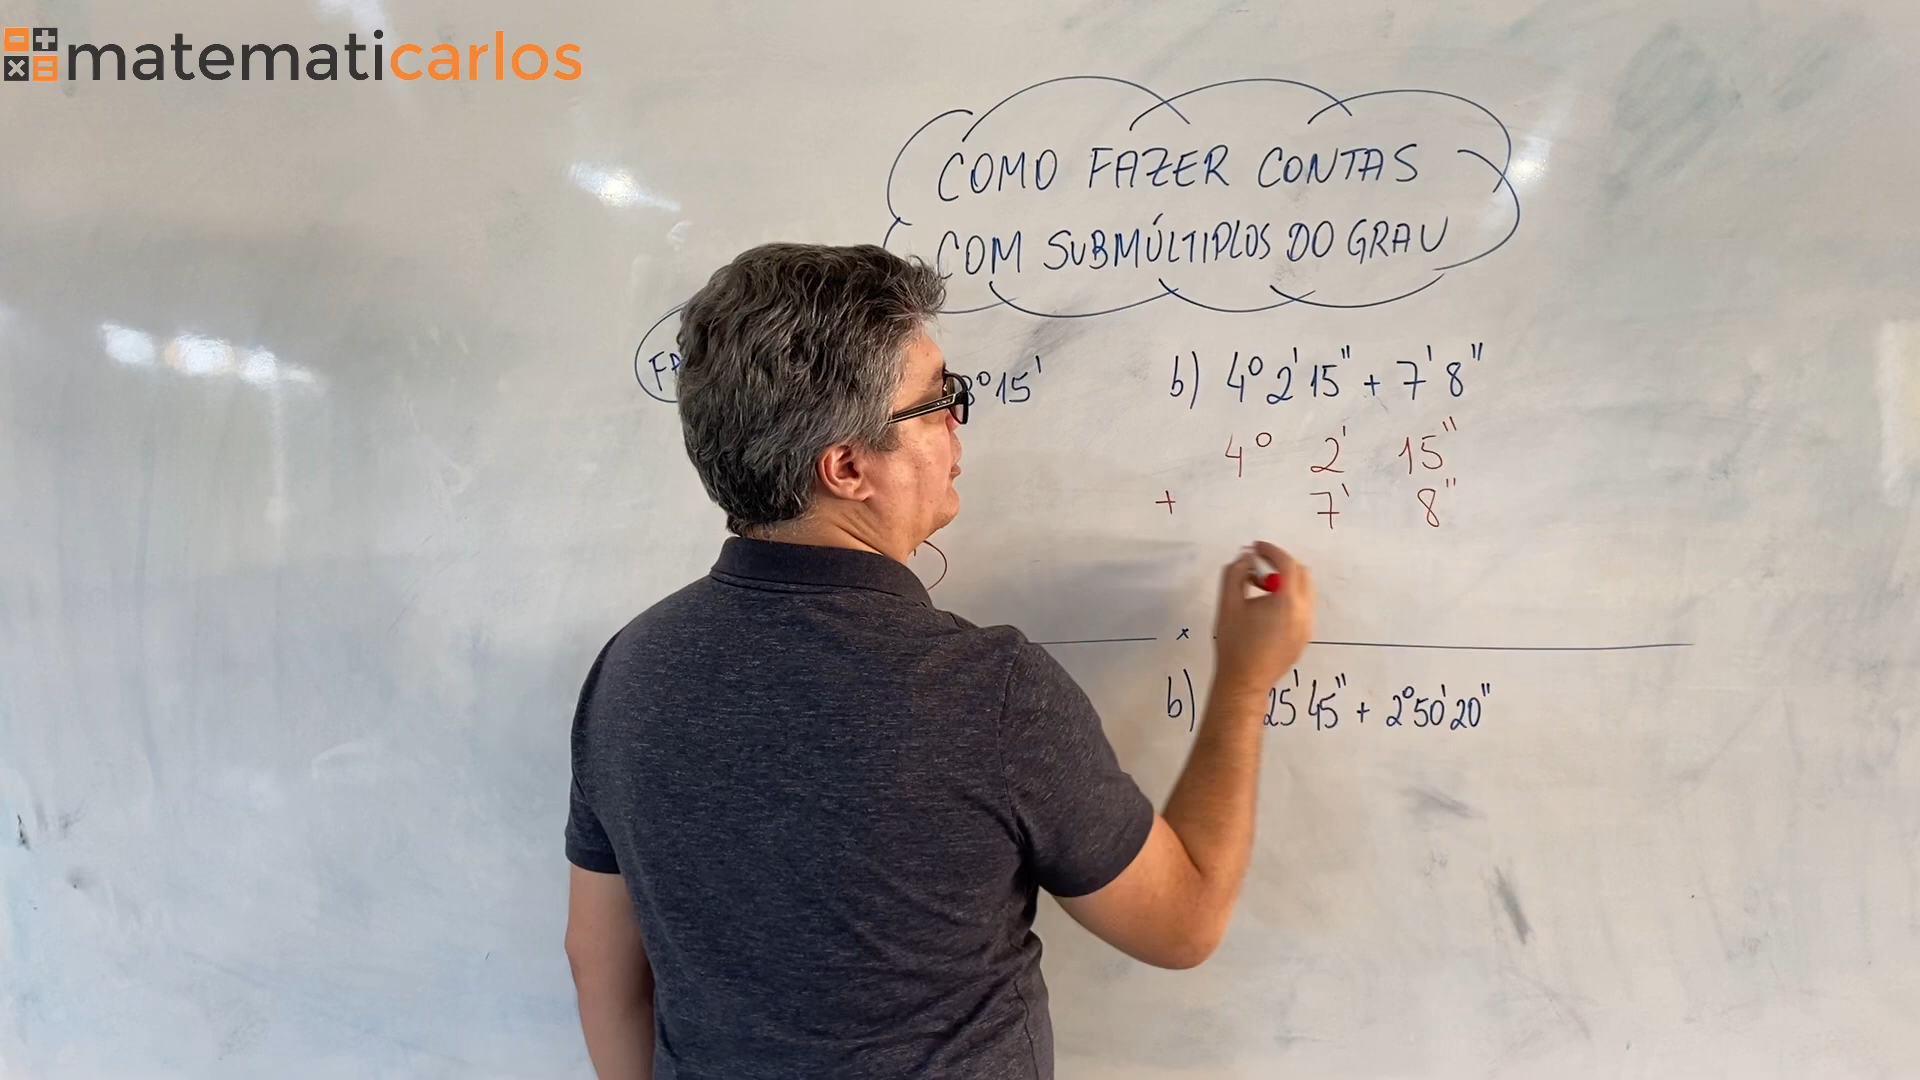 matematicarlos
COMO FAZER CONTAS
COM SUBMÚLTIPLOS DO GRAU
°15'
b) 4° 2' 15" + 7' 8"
4° 2' 15"
+ 7' 8"
b) 25' 45" + 2° 50' 20"